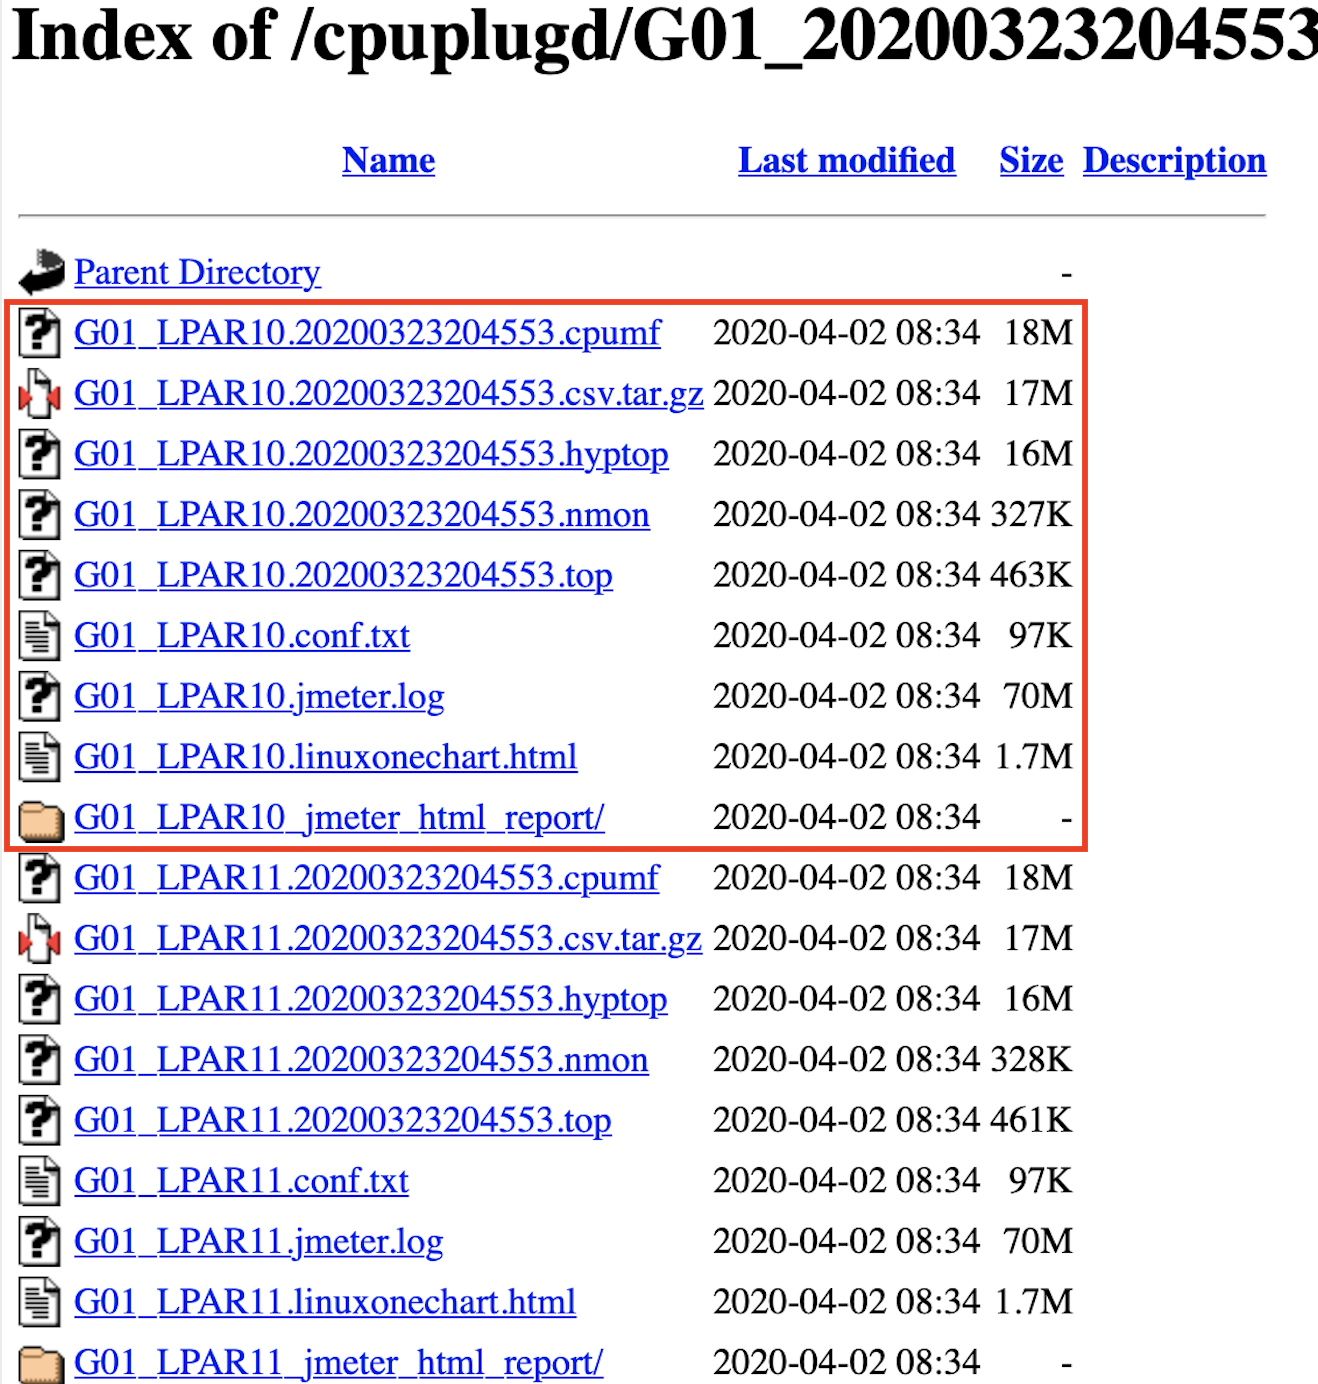 Index of /cpuplugd/G01_20200323204553
Name Last modified Size Description
Parent Directory -
G01_LPAR10.20200323204553.cpumf 2020-04-02 08:34 18M
G01_LPAR10.20200323204553.csv.tar.gz 2020-04-02 08:34 17M
G01_LPAR10.20200323204553.hyptop 2020-04-02 08:34 16M
G01_LPAR10.20200323204553.nmon 2020-04-02 08:34 327K
G01_LPAR10.20200323204553.top 2020-04-02 08:34 463K
G01_LPAR10.conf.txt 2020-04-02 08:34 97K
G01_LPAR10.jmeter.log 2020-04-02 08:34 70M
G01_LPAR10.linuxonechart.html 2020-04-02 08:34 1.7M
G01_LPAR10_jmeter_html_report/ 2020-04-02 08:34 -
G01_LPAR11.20200323204553.cpumf 2020-04-02 08:34 18M
G01_LPAR11.20200323204553.csv.tar.gz 2020-04-02 08:34 17M
G01_LPAR11.20200323204553.hyptop 2020-04-02 08:34 16M
G01_LPAR11.20200323204553.nmon 2020-04-02 08:34 328K
G01_LPAR11.20200323204553.top 2020-04-02 08:34 461K
G01_LPAR11.conf.txt 2020-04-02 08:34 97K
G01_LPAR11.jmeter.log 2020-04-02 08:34 70M
G01_LPAR11.linuxonechart.html 2020-04-02 08:34 1.7M
G01_LPAR11_jmeter_html_report/ 2020-04-02 08:34 -